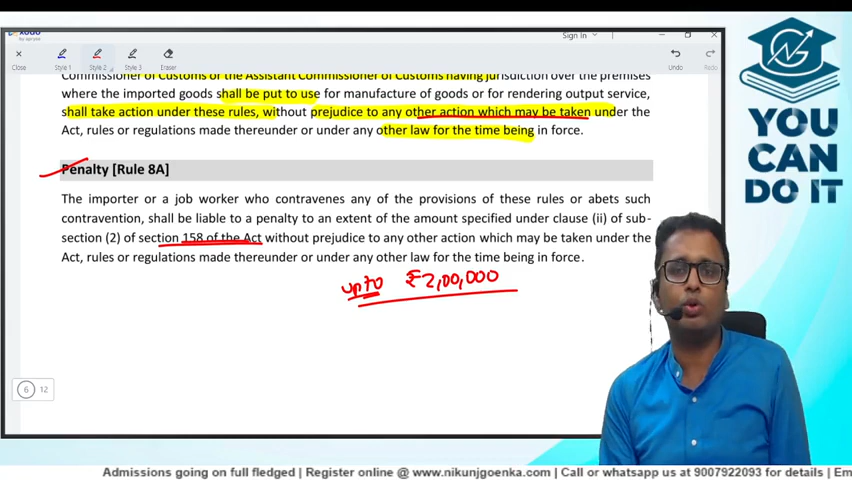 Sign In
Close
Style 1
Style 2
Style 3
Eraser
Undo
Redo
Commissioner of Customs or the Assistant Commissioner of Customs having jurisdiction over the premises
where the imported goods shall be put to use for manufacture of goods or for rendering output service,
shall take action under these rules, without prejudice to any other action which may be taken under the
Act, rules or regulations made thereunder or under any other law for the time being in force.
Penalty [Rule 8A]
The importer or a job worker who contravenes any of the provisions of these rules or abets such
contravention, shall be liable to a penalty to an extent of the amount specified under clause (ii) of sub-
section (2) of section 158 of the Act without prejudice to any other action which may be taken under the
Act, rules or regulations made thereunder or under any other law for the time being in force.
upto ₹2,00,000
6 12
YOU
CAN
DO IT
Admissions going on full fledged | Register online @ www.nikunjgoenka.com | Call or whatsapp us at 9007922093 for details | Em